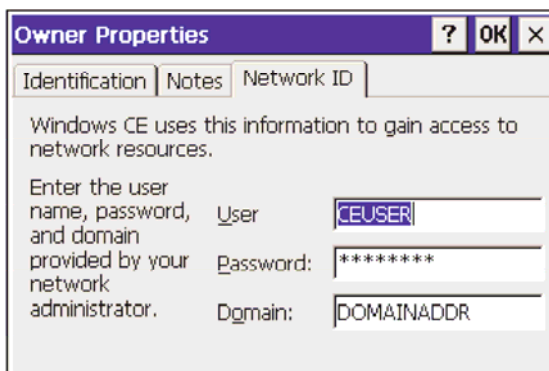 Owner Properties ? OK ×
Identification Notes Network ID
Windows CE uses this information to gain access to
network resources.
Enter the user
name, password,
and domain
provided by your
network
administrator.
User CEUSER
Password: ********
Domain: DOMAINADDR